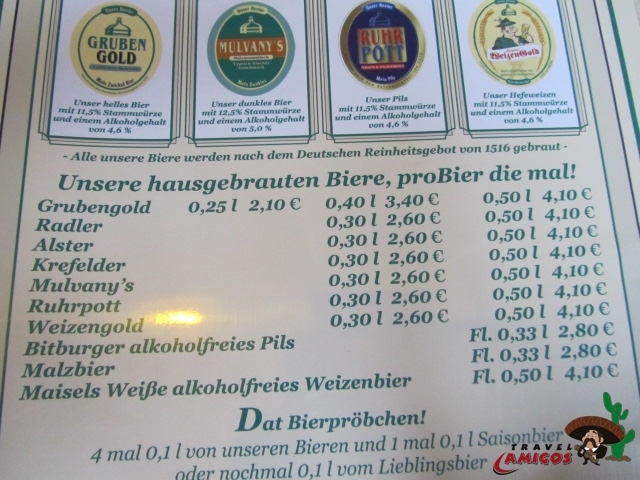 GRUBEN GOLD
Mein Zwickel Bier
MULVANY'S
Mein Dunkles
RUHR POTT
Mein Pils
WeizenGold
Unser helles Bier
mit 11,5% Stammwürze
und einem Alkoholgehalt
von 4,6 %
Unser dunkles Bier
mit 12,5% Stammwürze
und einem Alkoholgehalt
von 5,0 %
Unser Pils
mit 11,5% Stammwürze
und einem Alkoholgehalt
von 4,6 %
Unser Hefeweizen
mit 11,5% Stammwürze
und einem Alkoholgehalt
von 4,6 %
- Alle unsere Biere werden nach dem Deutschen Reinheitsgebot von 1516 gebraut -
Unsere hausgebrauten Biere, proBier die mal!
Grubengold 0,25 l 2,10 € 0,40 l 3,40 € 0,50 l 4,10 €
Radler 0,30 l 2,60 € 0,50 l 4,10 €
Alster 0,30 l 2,60 € 0,50 l 4,10 €
Krefelder 0,30 l 2,60 € 0,50 l 4,10 €
Mulvany's 0,30 l 2,60 € 0,50 l 4,10 €
Ruhrpott 0,30 l 2,60 € 0,50 l 4,10 €
Weizengold 0,30 l 2,60 € 0,50 l 4,10 €
Bitburger alkoholfreies Pils Fl. 0,33 l 2,80 €
Malzbier Fl. 0,33 l 2,80 €
Maisels Weiße alkoholfreies Weizenbier Fl. 0,50 l 4,10 €
Dat Bierpröbchen!
4 mal 0,1 l von unseren Bieren und 1 mal 0,1 l Saisonbier
oder nochmal 0,1 l vom Lieblingsbier
TRAVEL
AMIGOS